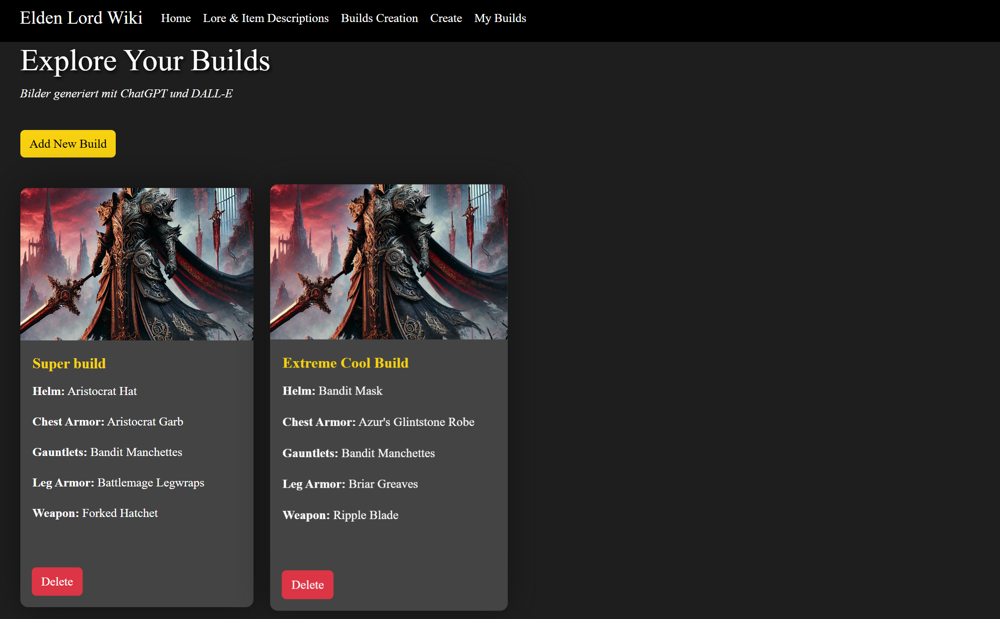 Elden Lord Wiki Home Lore & Item Descriptions Builds Creation Create My Builds
Explore Your Builds
Bilder generiert mit ChatGPT und DALL-E
Add New Build
Super build
Helm: Aristocrat Hat
Chest Armor: Aristocrat Garb
Gauntlets: Bandit Manchettes
Leg Armor: Battlemage Legwraps
Weapon: Forked Hatchet
Delete
Extreme Cool Build
Helm: Bandit Mask
Chest Armor: Azur's Glintstone Robe
Gauntlets: Bandit Manchettes
Leg Armor: Briar Greaves
Weapon: Ripple Blade
Delete